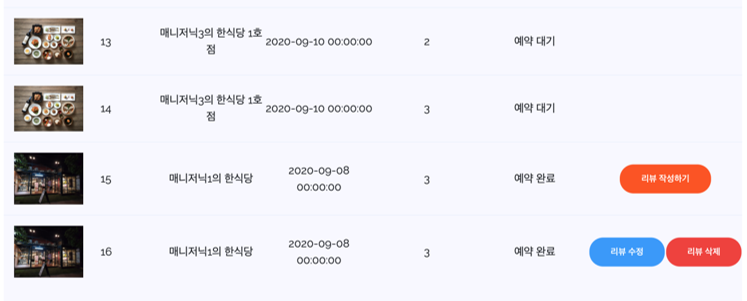 13 매니저닉3의 한식당 1호점 2020-09-10 00:00:00 2 예약 대기
14 매니저닉3의 한식당 1호점 2020-09-10 00:00:00 3 예약 대기
15 매니저닉1의 한식당 2020-09-08 00:00:00 3 예약 완료 리뷰 작성하기
16 매니저닉1의 한식당 2020-09-08 00:00:00 3 예약 완료 리뷰 수정 리뷰 삭제